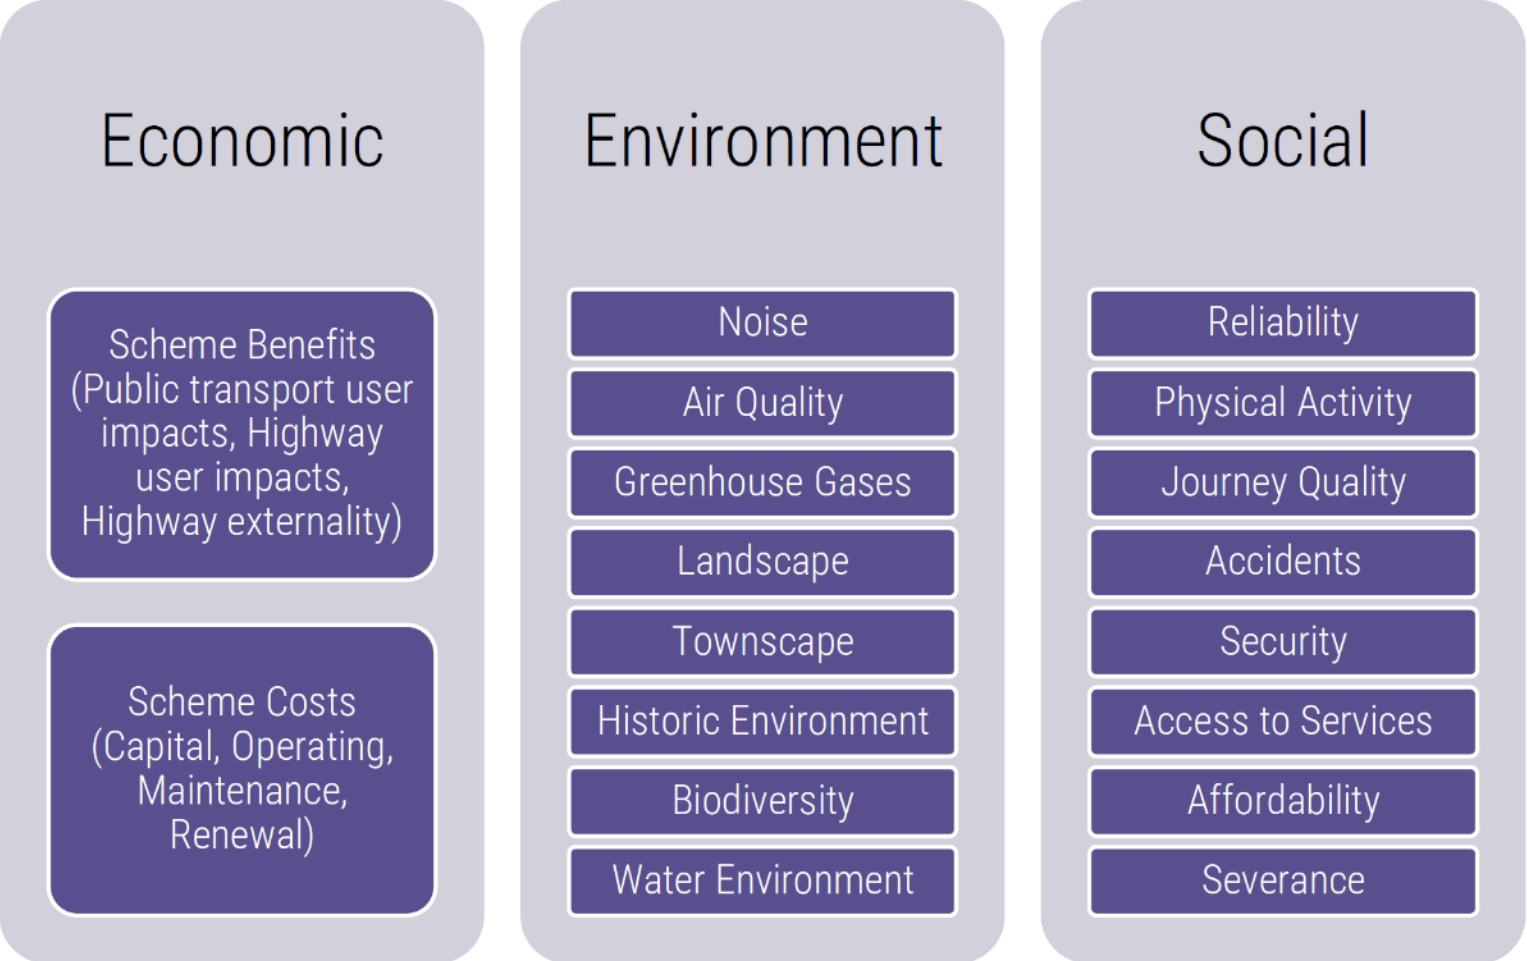 Economic
Scheme Benefits
(Public transport user
impacts, Highway
user impacts,
Highway externality)
Scheme Costs
(Capital, Operating,
Maintenance,
Renewal)
Environment
Noise
Air Quality
Greenhouse Gases
Landscape
Townscape
Historic Environment
Biodiversity
Water Environment
Social
Reliability
Physical Activity
Journey Quality
Accidents
Security
Access to Services
Affordability
Severance